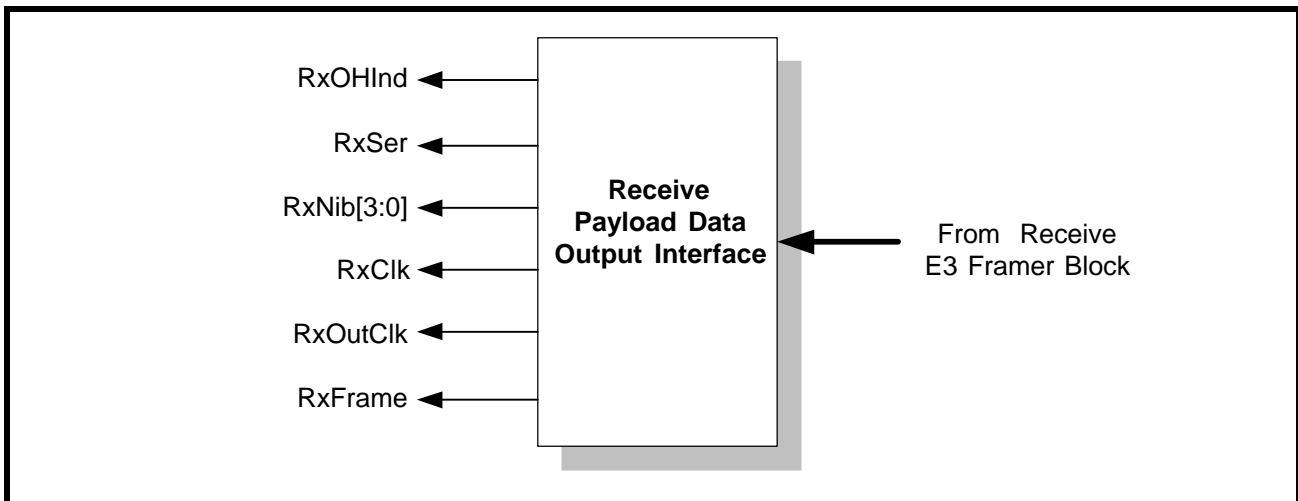 RxOHInd
RxSer
RxNib[3:0]
RxClk
RxOutClk
RxFrame
Receive
Payload Data
Output Interface
From Receive
E3 Framer Block